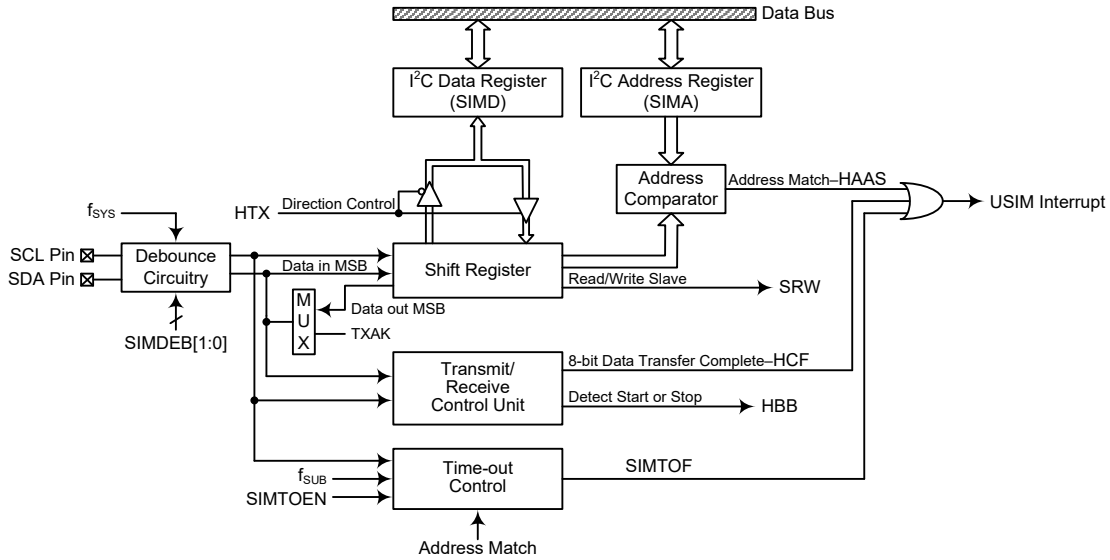 Data Bus
I²C Data Register
(SIMD)
I²C Address Register
(SIMA)
Address
Comparator
Address Match–HAAS
USIM Interrupt
HTX
Direction Control
fSYS
SCL Pin
SDA Pin
Debounce
Circuitry
Data in MSB
Shift Register
Read/Write Slave
SRW
M
U
X
Data out MSB
TXAK
SIMDEB[1:0]
Transmit/
Receive
Control Unit
8-bit Data Transfer Complete–HCF
Detect Start or Stop
HBB
Time-out
Control
SIMTOF
fSUB
SIMTOEN
Address Match